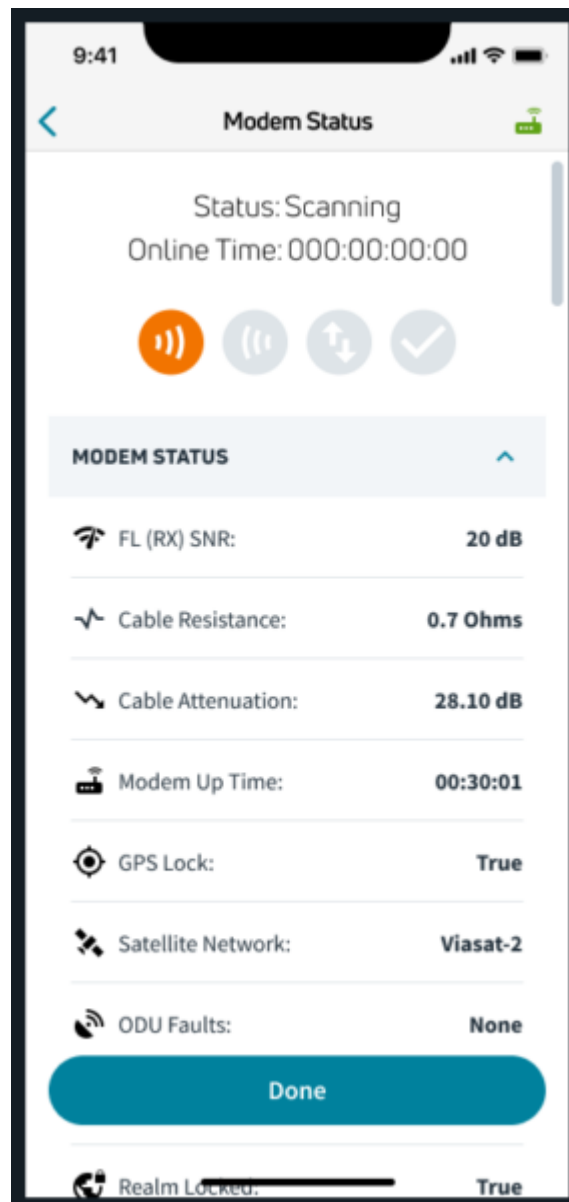 9:41
Modem Status
Status: Scanning
Online Time: 000:00:00:00
MODEM STATUS
FL (RX) SNR: 20 dB
Cable Resistance: 0.7 Ohms
Cable Attenuation: 28.10 dB
Modem Up Time: 00:30:01
GPS Lock: True
Satellite Network: Viasat-2
ODU Faults: None
Done
Realm Locked: True